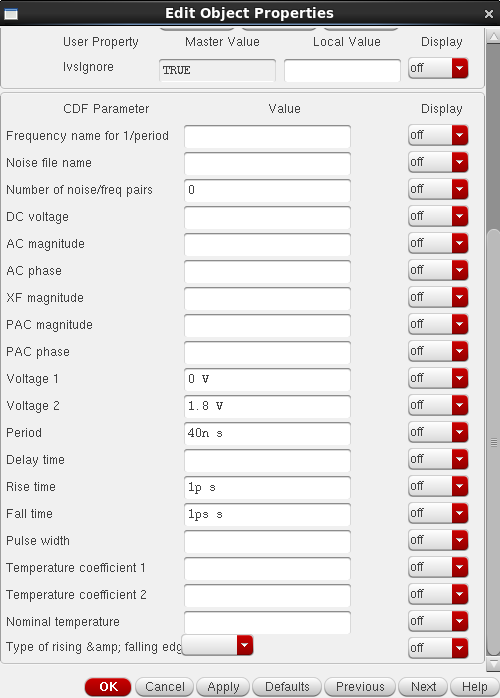 Edit Object Properties
User Property Master Value Local Value Display
lvsIgnore TRUE off
CDF Parameter Value Display
Frequency name for 1/period off
Noise file name off
Number of noise/freq pairs 0 off
DC voltage off
AC magnitude off
AC phase off
XF magnitude off
PAC magnitude off
PAC phase off
Voltage 1 0 V off
Voltage 2 1.8 V off
Period 40n s off
Delay time off
Rise time 1p s off
Fall time 1ps s off
Pulse width off
Temperature coefficient 1 off
Temperature coefficient 2 off
Nominal temperature off
Type of rising &amp; falling edg off
OK Cancel Apply Defaults Previous Next Help